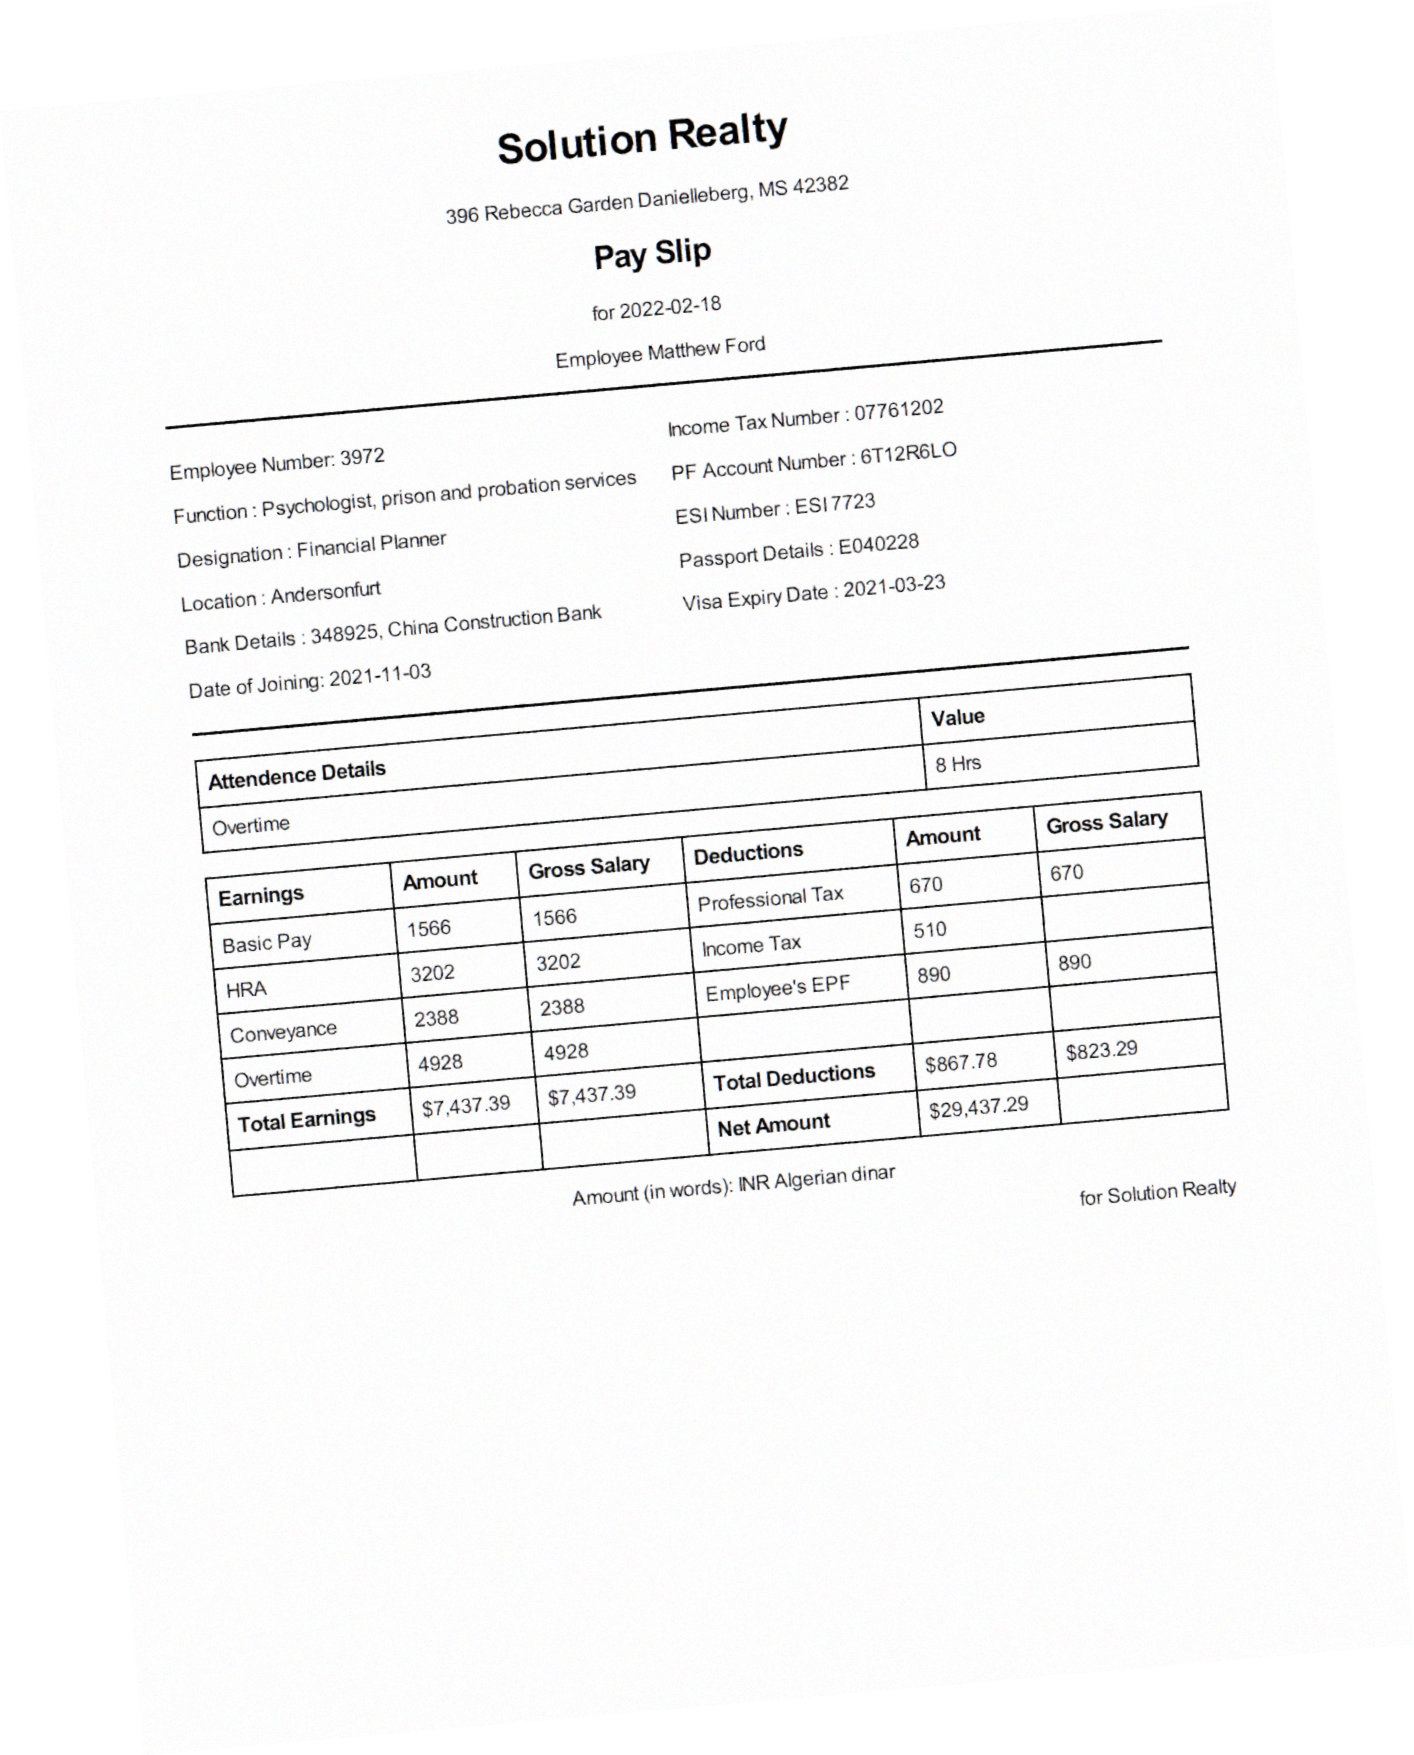 Solution Realty
396 Rebecca Garden Danielleberg, MS 42382
Pay Slip
for 2022-02-18
Employee Matthew Ford
Employee Number: 3972
Function : Psychologist, prison and probation services
Designation : Financial Planner
Location : Andersonfurt
Bank Details : 348925, China Construction Bank
Date of Joining: 2021-11-03
Income Tax Number : 07761202
PF Account Number : 6T12R6LO
ESI Number : ESI 7723
Passport Details : E040228
Visa Expiry Date : 2021-03-23
Attendence Details Value
Overtime 8 Hrs
Earnings Amount Gross Salary Deductions Amount Gross Salary
Basic Pay 1566 1566 Professional Tax 670 670
HRA 3202 3202 Income Tax 510
Conveyance 2388 2388 Employee's EPF 890 890
Overtime 4928 4928
Total Earnings $7,437.39 $7,437.39 Total Deductions $867.78 $823.29
Net Amount $29,437.29
Amount (in words): INR Algerian dinar
for Solution Realty